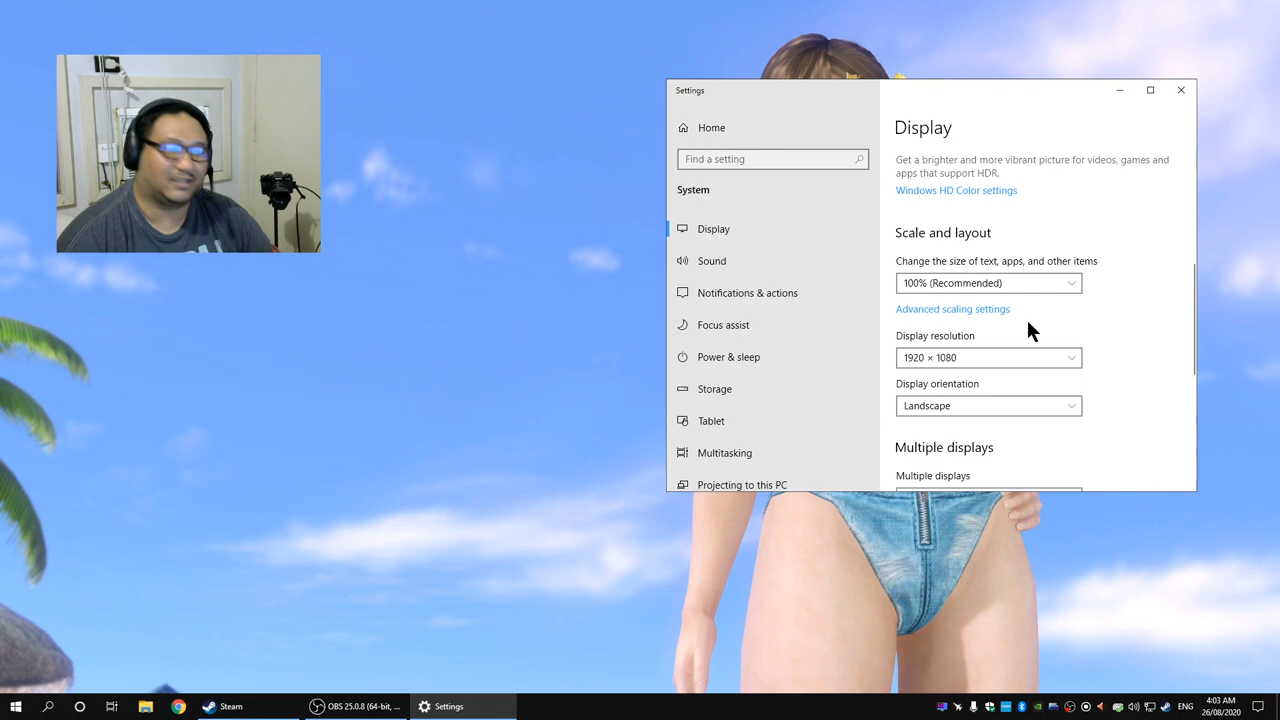 Settings
Home
Find a setting
System
Display
Sound
Notifications & actions
Focus assist
Power & sleep
Storage
Tablet
Multitasking
Projecting to this PC
Display
Get a brighter and more vibrant picture for videos, games and
apps that support HDR.
Windows HD Color settings
Scale and layout
Change the size of text, apps, and other items
100% (Recommended)
Advanced scaling settings
Display resolution
1920 × 1080
Display orientation
Landscape
Multiple displays
Multiple displays
Steam
OBS 25.0.8 (64-bit, ...
Settings
ENG
4:03 AM
26/08/2020